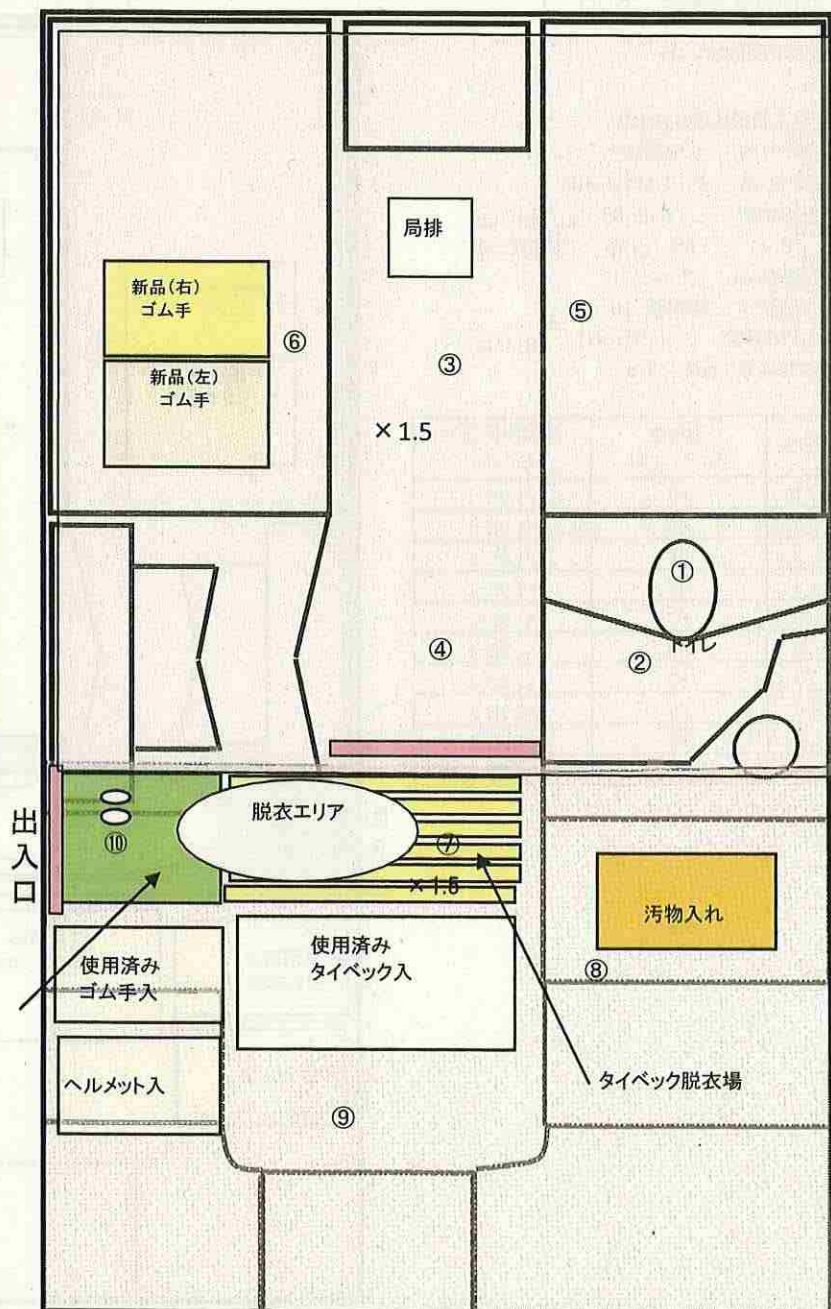 局排
新品(右)
ゴム手
⑥
⑤
新品(左)
ゴム手
③
×1.5
①
トイレ
②
④
出入口
脱衣エリア
⑩
⑦
×1.5
汚物入れ
使用済み
ゴム手入
使用済み
タイベック入
⑧
ヘルメット入
タイベック脱衣場
⑨